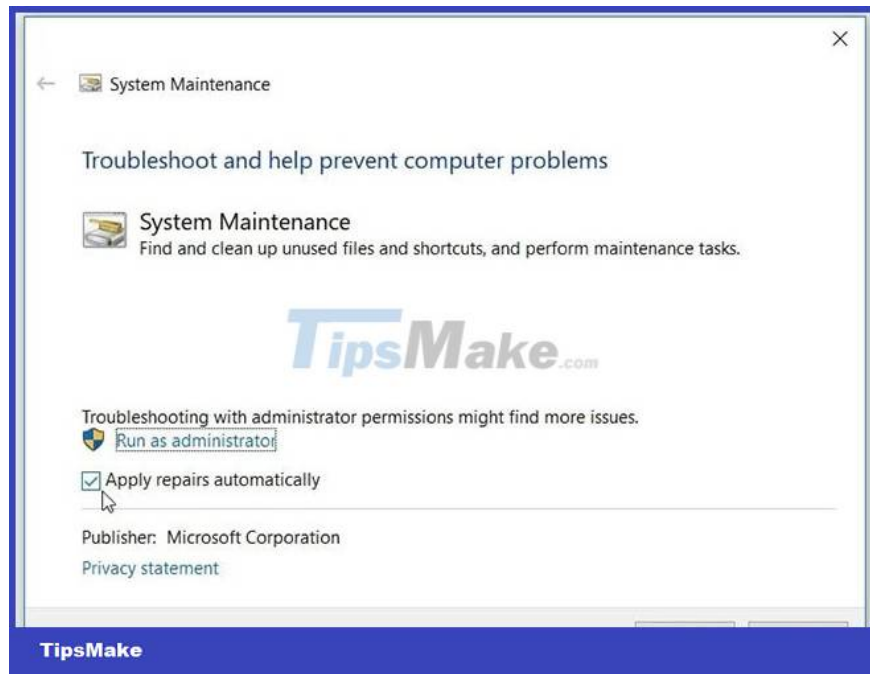 System Maintenance
Troubleshoot and help prevent computer problems
System Maintenance
Find and clean up unused files and shortcuts, and perform maintenance tasks.
TipsMake.com
Troubleshooting with administrator permissions might find more issues.
Run as administrator
Apply repairs automatically
Publisher: Microsoft Corporation
Privacy statement
TipsMake